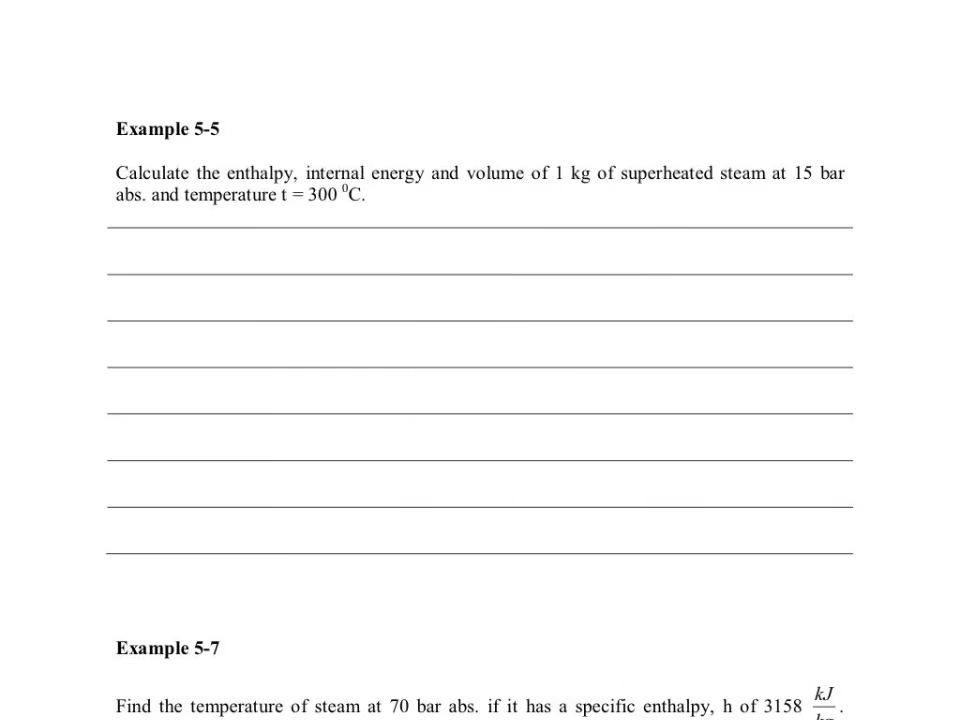 Example 5-5
Calculate the enthalpy, internal energy and volume of 1 kg of superheated steam at 15 bar
abs. and temperature t = 300 ⁰C.
Example 5-7
Find the temperature of steam at 70 bar abs. if it has a specific enthalpy, h of 3158 kJ